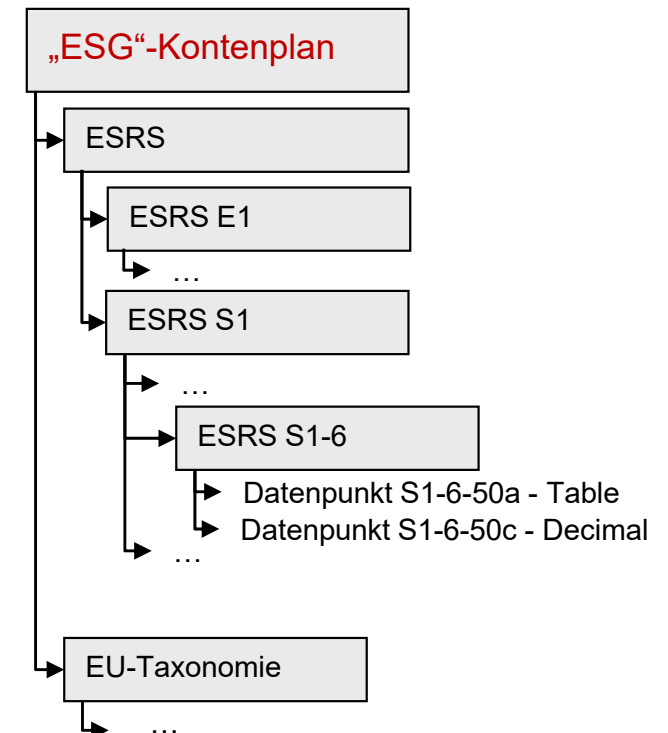 „ESG“-Kontenplan
ESRS
ESRS E1
…
ESRS S1
…
ESRS S1-6
Datenpunkt S1-6-50a - Table
Datenpunkt S1-6-50c - Decimal
…
EU-Taxonomie
…